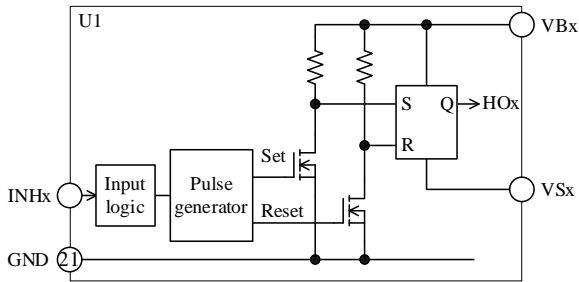 U1
VBx
S Q HOx
R
Set
INHx
Input
logic
Pulse
generator
VSx
Reset
GND 21